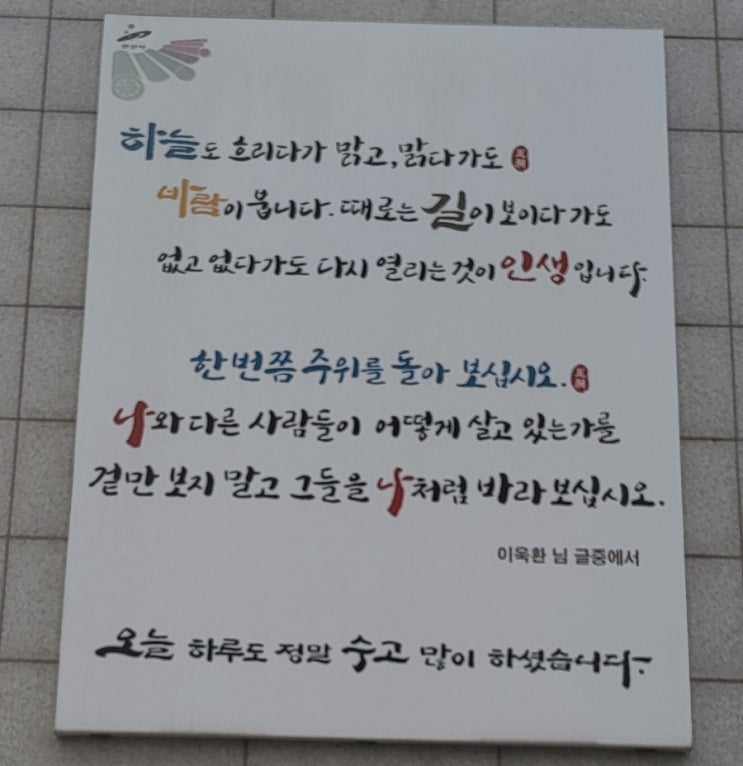 하늘도 흐리다가 맑고, 맑다가도
바람이 붑니다. 때로는 길이 보이다가도
없고 없다가도 다시 열리는 것이 인생입니다.
한번쯤 주위를 돌아 보십시오.
나와 다른 사람들이 어떻게 살고 있는가를
겉만 보지 말고 그들을 나처럼 바라 보십시오.
이욱환 님 글중에서
오늘 하루도 정말 수고 많이 하셨습니다.